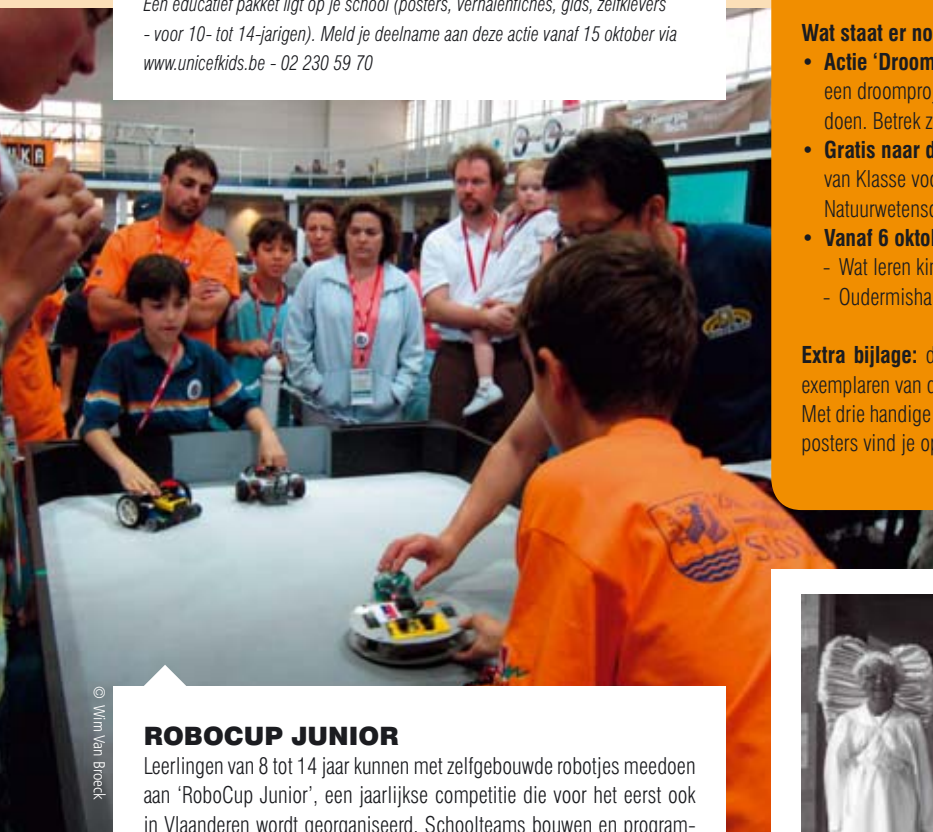 Een educatief pakket ligt op je school (posters, verhalenfiches, gids, zelfklevers
- voor 10- tot 14-jarigen). Meld je deelname aan deze actie vanaf 15 oktober via
www.unicefkids.be - 02 230 59 70
Wat staat er no
• Actie ‘Droom
een droompro
doen. Betrek z
• Gratis naar d
van Klasse voo
Natuurwetensc
• Vanaf 6 oktol
- Wat leren kin
- Oudermisha
Extra bijlage: d
exemplaren van d
Met drie handige
posters vind je op
© Wim Van Broeck
ROBOCUP JUNIOR
Leerlingen van 8 tot 14 jaar kunnen met zelfgebouwde robotjes meedoen
aan ‘RoboCup Junior’, een jaarlijkse competitie die voor het eerst ook
in Vlaanderen wordt georganiseerd. Schoolteams bouwen en program-